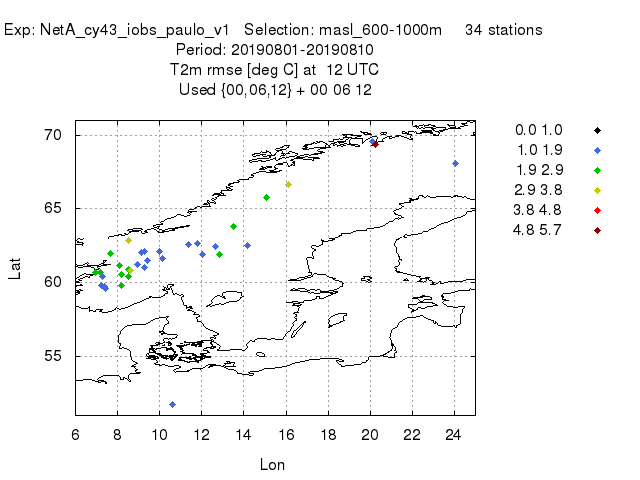 Exp: NetA_cy43_iobs_paulo_v1 Selection: masl_600-1000m 34 stations
Period: 20190801-20190810
T2m rmse [deg C] at 12 UTC
Used {00,06,12} + 00 06 12
70
65
60
55
Lat
6 8 10 12 14 16 18 20 22 24
Lon
0.0 1.0
1.0 1.9
1.9 2.9
2.9 3.8
3.8 4.8
4.8 5.7